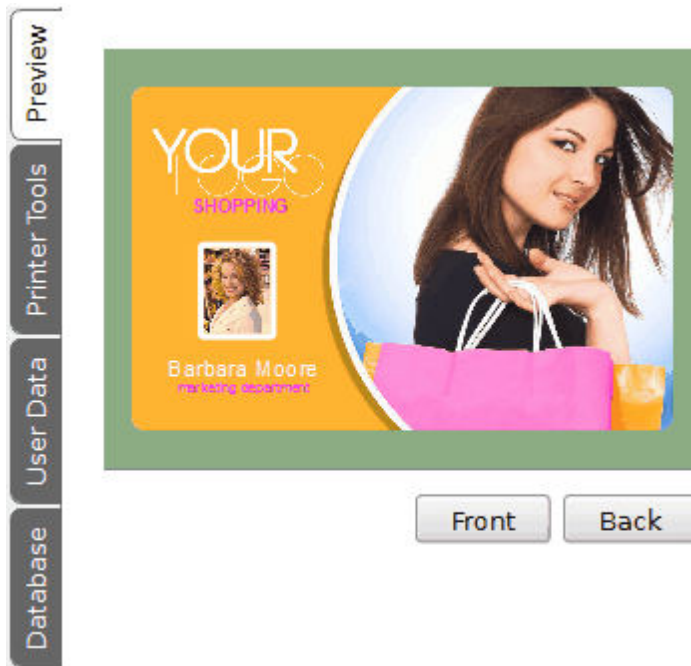 Preview
Printer Tools
User Data
Database
YOUR
LOGO
SHOPPING
Barbara Moore
marketing department
Front
Back